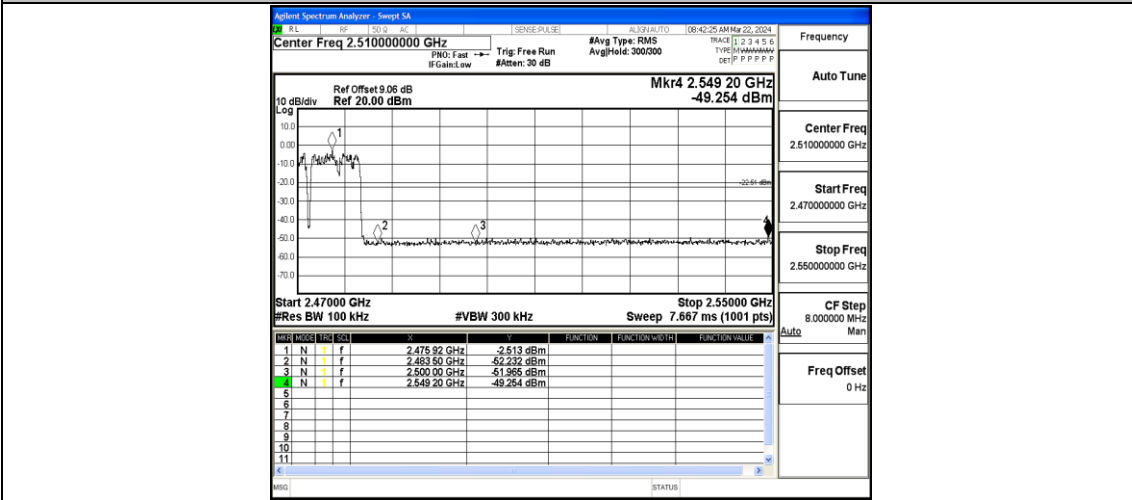 Agilent Spectrum Analyzer - Swept SA
RL RF 50 Ω AC SENSE:PULSE ALIGN AUTO 08:42:25 AM Mar 22, 2024
Center Freq 2.510000000 GHz #Avg Type: RMS TRACE 1 2 3 4 5 6
PNO: Fast Trig: Free Run Avg|Hold: 300/300 TYPE M
IFGain:Low #Atten: 30 dB DET P P P P P P
Mkr4 2.549 20 GHz
-49.254 dBm
Ref Offset 9.06 dB
10 dB/div Ref 20.00 dBm
Log
10.0
0.00
-10.0
-20.0
-30.0
-40.0
-50.0
-60.0
-70.0
1
2
3
4
-22.51 dBm
Start 2.47000 GHz Stop 2.55000 GHz
#Res BW 100 kHz #VBW 300 kHz Sweep 7.667 ms (1001 pts)
MKR MODE TRC SCL X Y FUNCTION FUNCTION WIDTH FUNCTION VALUE
1 N 1 f 2.475 92 GHz -2.513 dBm
2 N 1 f 2.483 50 GHz -52.232 dBm
3 N 1 f 2.500 00 GHz -51.965 dBm
4 N 1 f 2.549 20 GHz -49.254 dBm
5
6
7
8
9
10
11
MSG STATUS
Frequency
Auto Tune
Center Freq
2.510000000 GHz
Start Freq
2.470000000 GHz
Stop Freq
2.550000000 GHz
CF Step
8.000000 MHz
Auto Man
Freq Offset
0 Hz